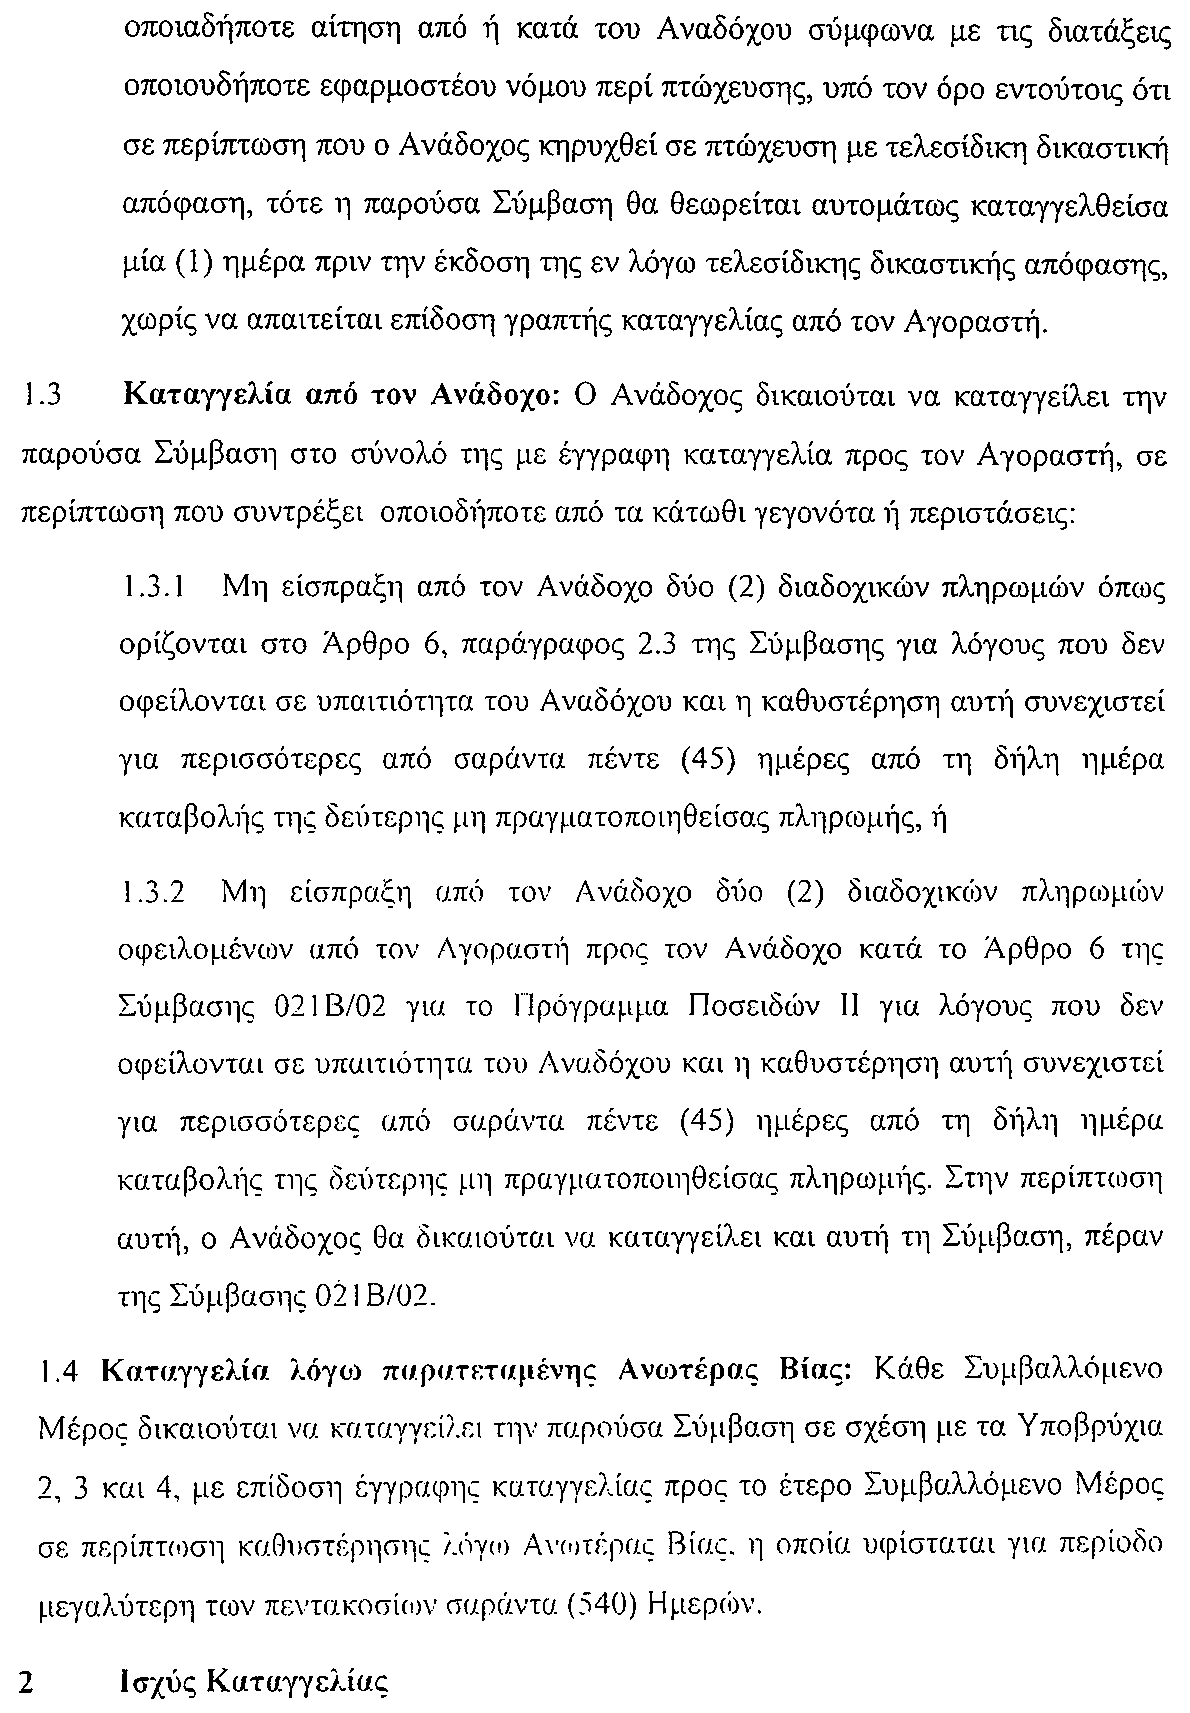 οποιαδήποτε αίτηση από ή κατά του Αναδόχου σύμφωνα με τις διατάξεις
οποιουδήποτε εφαρμοστέου νόμου περί πτώχευσης, υπό τον όρο εντούτοις ότι
σε περίπτωση που ο Ανάδοχος κηρυχθεί σε πτώχευση με τελεσίδικη δικαστική
απόφαση, τότε η παρούσα Σύμβαση θα θεωρείται αυτομάτως καταγγελθείσα
μία (1) ημέρα πριν την έκδοση της εν λόγω τελεσίδικης δικαστικής απόφασης,
χωρίς να απαιτείται επίδοση γραπτής καταγγελίας από τον Αγοραστή.
1.3 Καταγγελία από τον Ανάδοχο: Ο Ανάδοχος δικαιούται να καταγγείλει την
παρούσα Σύμβαση στο σύνολό της με έγγραφη καταγγελία προς τον Αγοραστή, σε
περίπτωση που συντρέξει οποιοδήποτε από τα κάτωθι γεγονότα ή περιστάσεις:
1.3.1 Μη είσπραξη από τον Ανάδοχο δύο (2) διαδοχικών πληρωμών όπως
ορίζονται στο Άρθρο 6, παράγραφος 2.3 της Σύμβασης για λόγους που δεν
οφείλονται σε υπαιτιότητα του Αναδόχου και η καθυστέρηση αυτή συνεχιστεί
για περισσότερες από σαράντα πέντε (45) ημέρες από τη δήλη ημέρα
καταβολής της δεύτερης μη πραγματοποιηθείσας πληρωμής, ή
1.3.2 Μη είσπραξη από τον Ανάδοχο δύο (2) διαδοχικών πληρωμών
οφειλομένων από τον Αγοραστή προς τον Ανάδοχο κατά το Άρθρο 6 της
Σύμβασης 021Β/02 για το Πρόγραμμα Ποσειδών ΙΙ για λόγους που δεν
οφείλονται σε υπαιτιότητα του Αναδόχου και η καθυστέρηση αυτή συνεχιστεί
για περισσότερες από σαράντα πέντε (45) ημέρες από τη δήλη ημέρα
καταβολής της δεύτερης μη πραγματοποιηθείσας πληρωμής. Στην περίπτωση
αυτή, ο Ανάδοχος θα δικαιούται να καταγγείλει και αυτή τη Σύμβαση, πέραν
της Σύμβασης 021Β/02.
1.4 Καταγγελία λόγω παρατεταμένης Ανωτέρας Βίας: Κάθε Συμβαλλόμενο
Μέρος δικαιούται να καταγγείλει την παρούσα Σύμβαση σε σχέση με τα Υποβρύχια
2, 3 και 4, με επίδοση έγγραφης καταγγελίας προς το έτερο Συμβαλλόμενο Μέρος
σε περίπτωση καθυστέρησης λόγω Ανωτέρας Βίας, η οποία υφίσταται για περίοδο
μεγαλύτερη των πεντακοσίων σαράντα (540) Ημερών.
2 Ισχύς Καταγγελίας